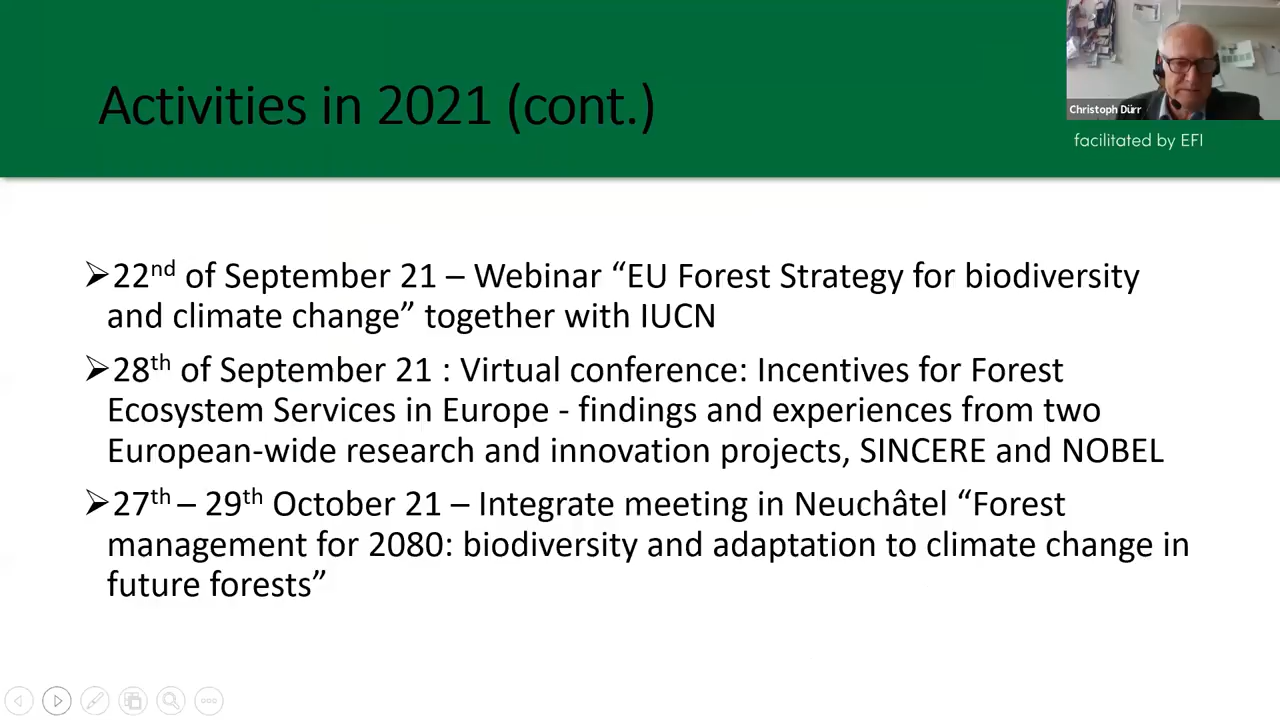 Activities in 2021 (cont.)
Christoph Dürr
facilitated by EFI
➢22nd of September 21 – Webinar “EU Forest Strategy for biodiversity
and climate change” together with IUCN
➢28th of September 21 : Virtual conference: Incentives for Forest
Ecosystem Services in Europe - findings and experiences from two
European-wide research and innovation projects, SINCERE and NOBEL
➢27th – 29th October 21 – Integrate meeting in Neuchâtel “Forest
management for 2080: biodiversity and adaptation to climate change in
future forests”